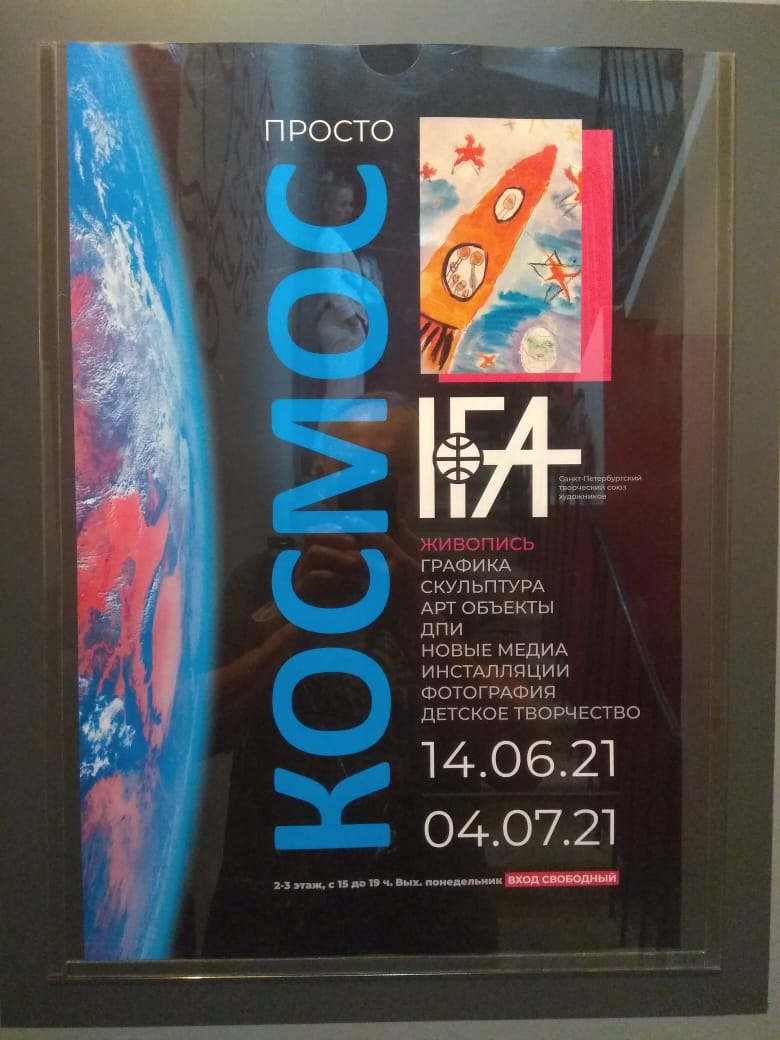 ПРОСТО
КОСМОС
IFA
Санкт-Петербургский
творческий союз
художников
ЖИВОПИСЬ
ГРАФИКА
СКУЛЬПТУРА
АРТ ОБЪЕКТЫ
ДПИ
НОВЫЕ МЕДИА
ИНСТАЛЛЯЦИИ
ФОТОГРАФИЯ
ДЕТСКОЕ ТВОРЧЕСТВО
14.06.21
04.07.21
2-3 этаж, с 15 до 19 ч. Вых. понедельник ВХОД СВОБОДНЫЙ